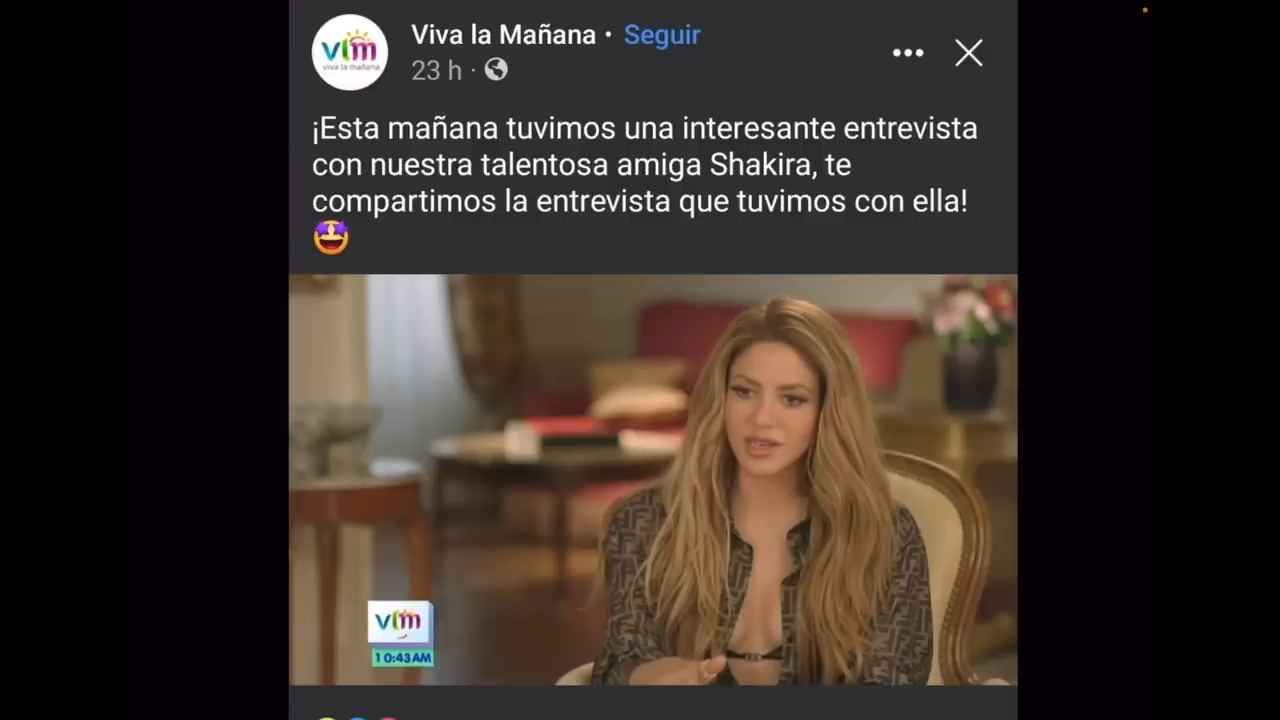 Viva la Mañana · Seguir
vlm
viva la mañana
23 h ·
¡Esta mañana tuvimos una interesante entrevista
con nuestra talentosa amiga Shakira, te
compartimos la entrevista que tuvimos con ella!
vlm
10:43AM